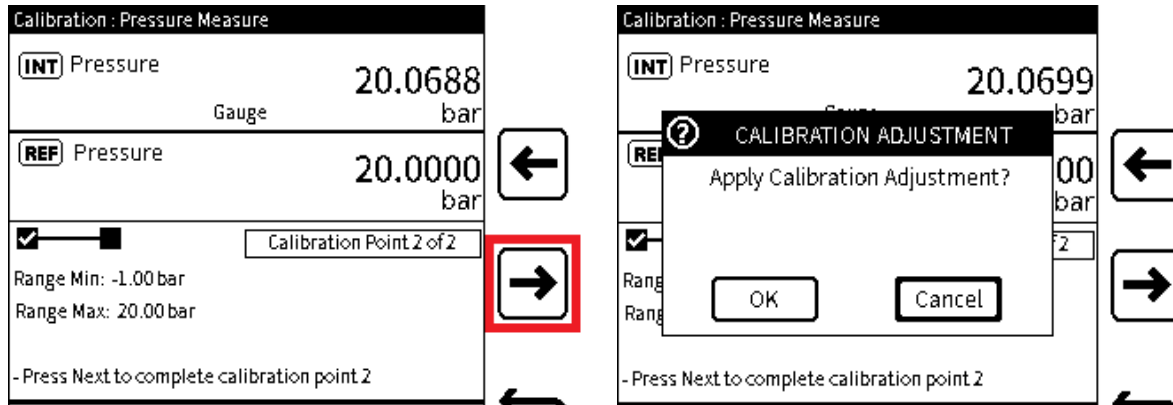 Calibration : Pressure Measure
INT Pressure
20.0688
Gauge bar
REF Pressure
20.0000
bar
Calibration Point 2 of 2
Range Min: -1.00 bar
Range Max: 20.00 bar
- Press Next to complete calibration point 2
Calibration : Pressure Measure
INT Pressure
20.0699
bar
CALIBRATION ADJUSTMENT
Apply Calibration Adjustment?
00
bar
OK Cancel
- Press Next to complete calibration point 2